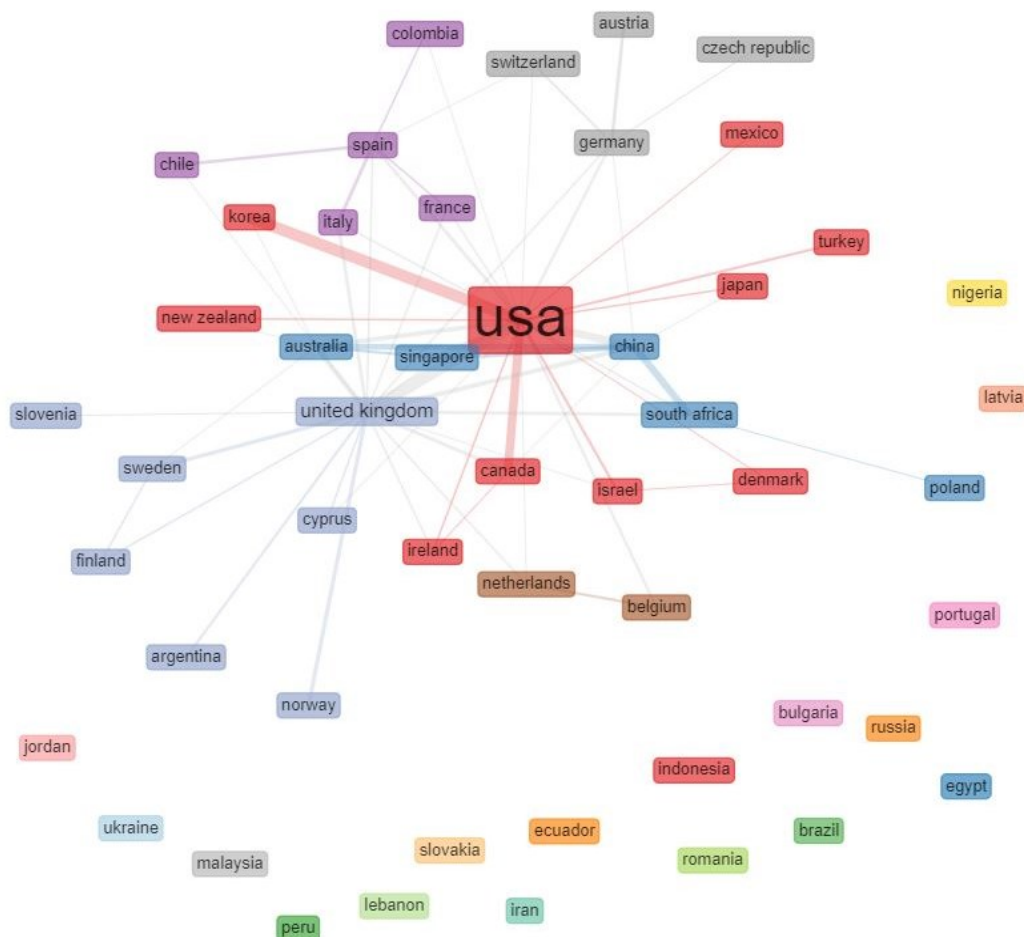 austria
colombia
czech republic
switzerland
mexico
germany
spain
chile
france
korea
italy
turkey
japan
nigeria
usa
new zealand
australia
china
singapore
latvia
united kingdom
south africa
slovenia
sweden
canada
denmark
poland
israel
cyprus
ireland
finland
netherlands
belgium
portugal
argentina
norway
bulgaria
russia
jordan
indonesia
egypt
ukraine
ecuador
brazil
slovakia
malaysia
romania
lebanon
iran
peru